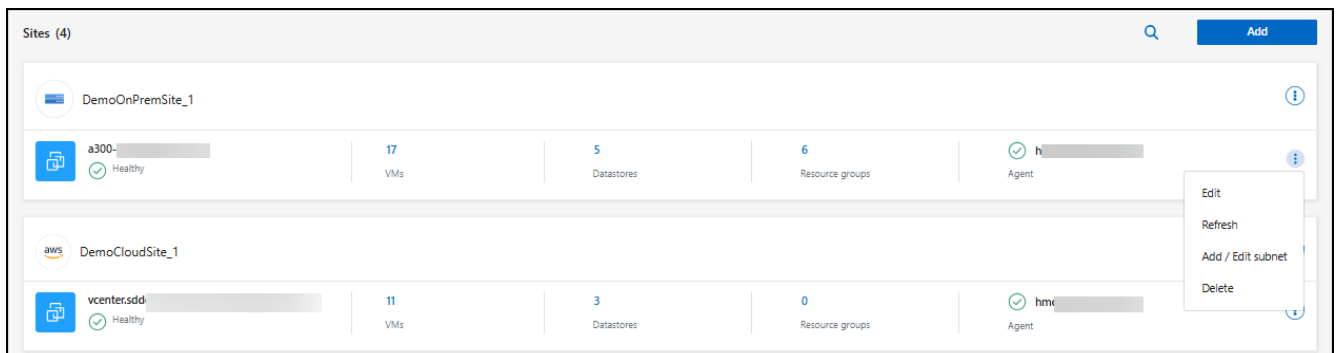 Sites (4)
Add
DemoOnPremSite_1
a300-
Healthy
17
VMs
5
Datastores
6
Resource groups
h
Agent
Edit
Refresh
Add / Edit subnet
Delete
aws
DemoCloudSite_1
vcenter.sdd
Healthy
11
VMs
3
Datastores
0
Resource groups
hm
Agent